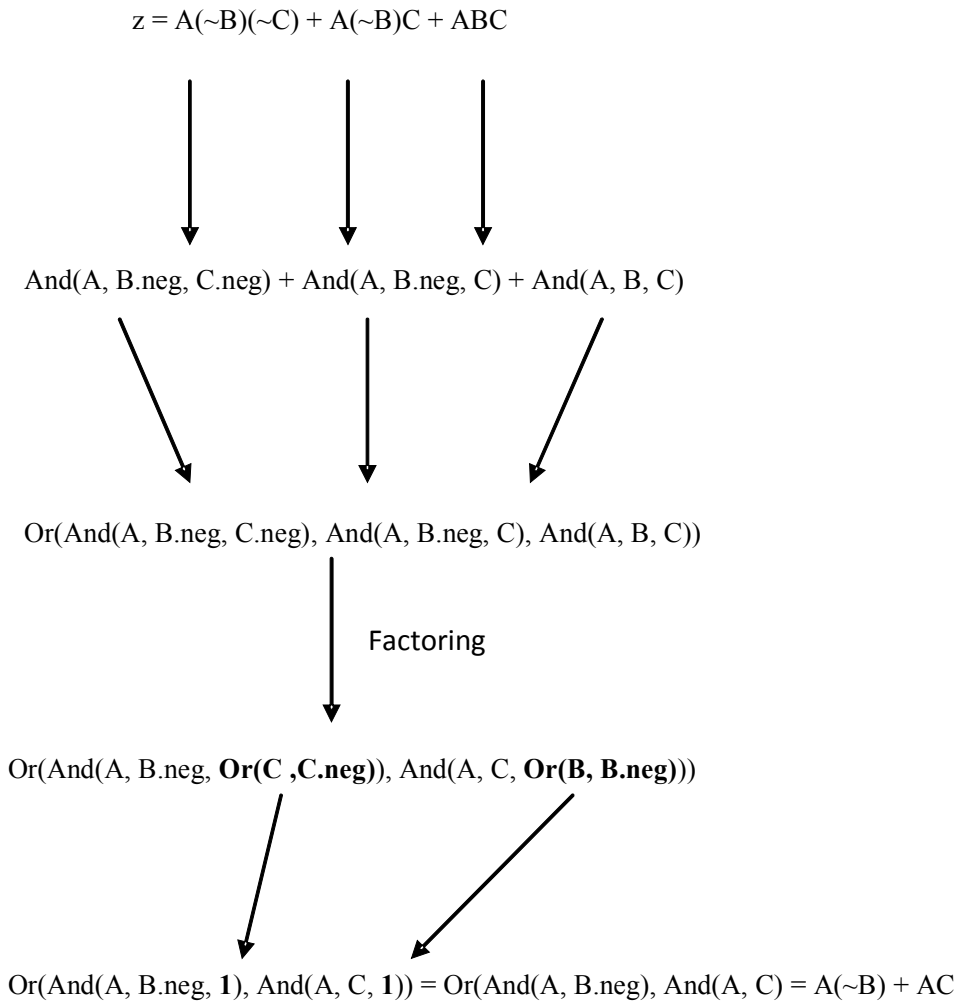 z = A(~B)(~C) + A(~B)C + ABC
And(A, B.neg, C.neg) + And(A, B.neg, C) + And(A, B, C)
Or(And(A, B.neg, C.neg), And(A, B.neg, C), And(A, B, C))
Factoring
Or(And(A, B.neg, Or(C ,C.neg)), And(A, C, Or(B, B.neg)))
Or(And(A, B.neg, 1), And(A, C, 1)) = Or(And(A, B.neg), And(A, C) = A(~B) + AC